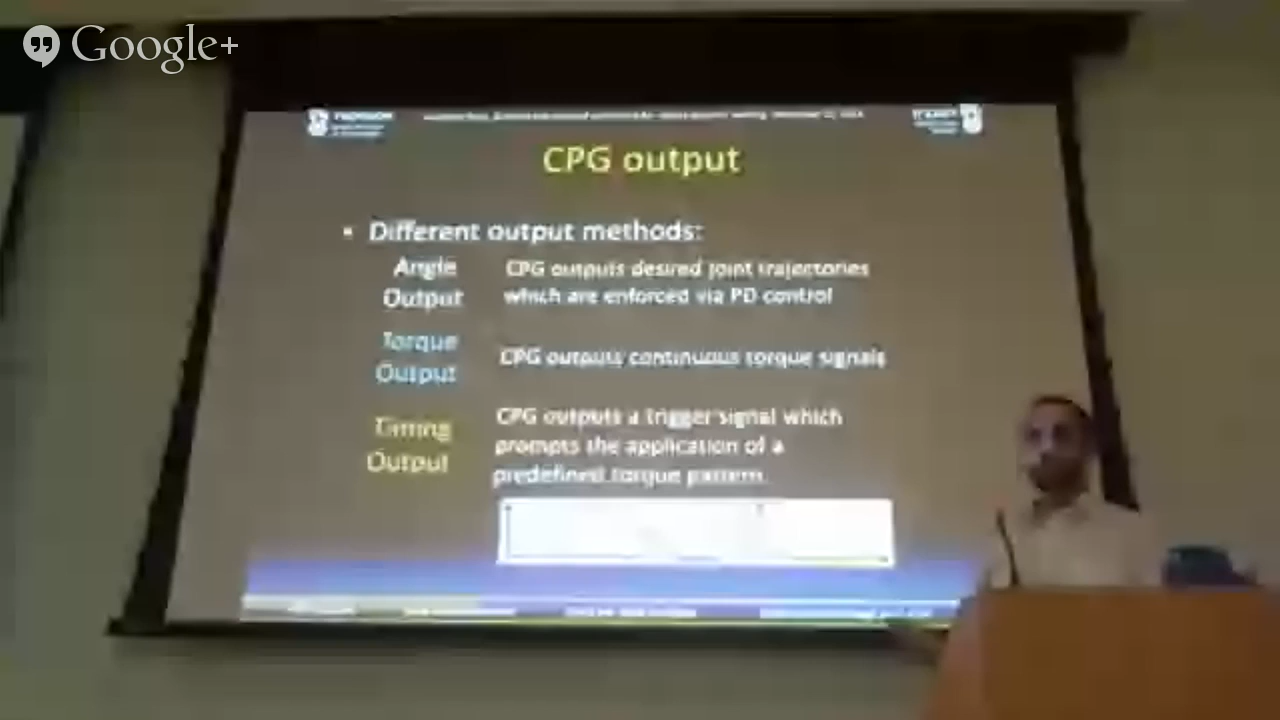 Google+
CPG output
• Different output methods:
Angle
Output
CPG outputs desired joint trajectories
which are enforced via PD control
Torque
Output
CPG outputs continuous torque signals
Timing
Output
CPG outputs a trigger signal which
prompts the application of a
predefined torque pattern.